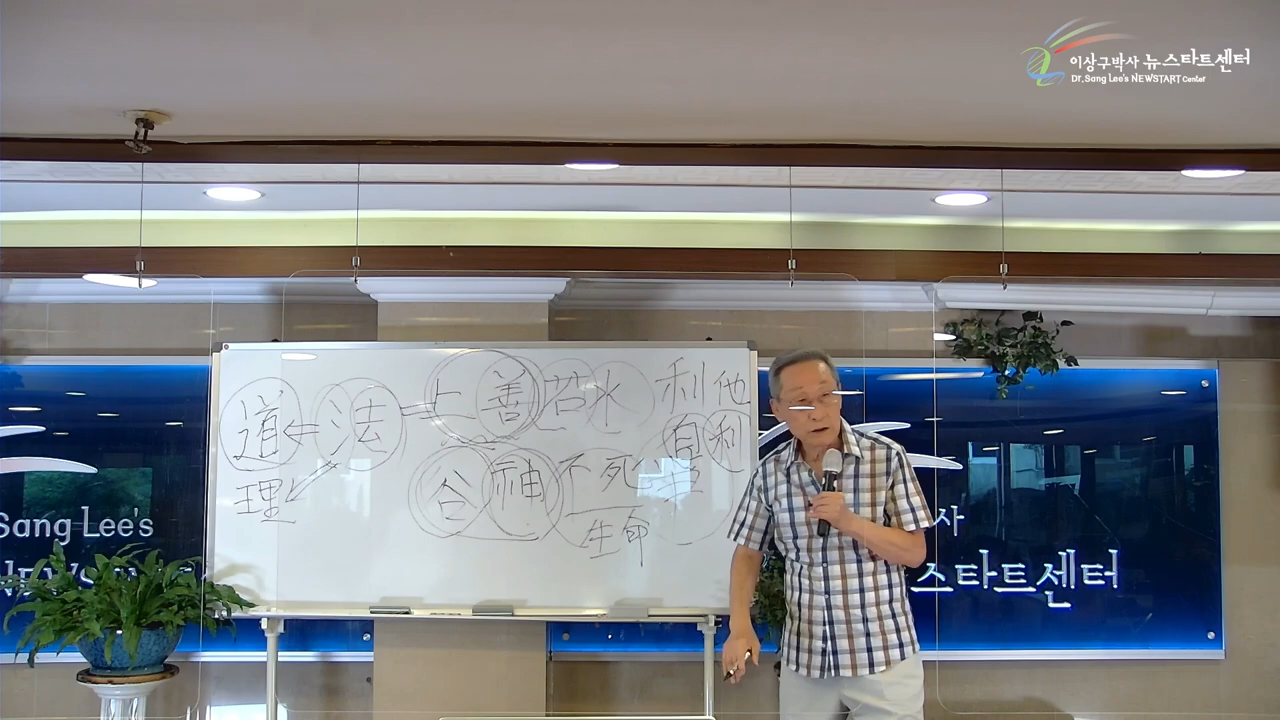 이상구박사 뉴스타트센터
Dr.Sang Lee's NEWSTART Center
道 ← 法 = 上善若水 利他
自利
理 谷神不死
生命
Sang Lee's
사
스타트센터